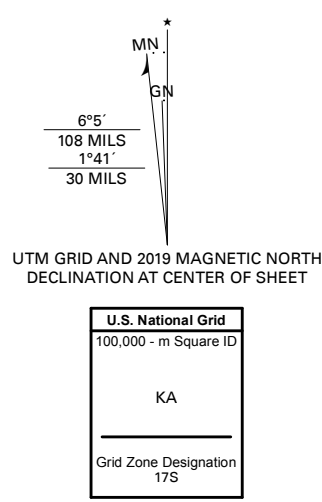 ★
MN
GN
6°5´
108 MILS
1°41´
30 MILS
UTM GRID AND 2019 MAGNETIC NORTH
DECLINATION AT CENTER OF SHEET
U.S. National Grid
100,000 - m Square ID
KA
Grid Zone Designation
17S